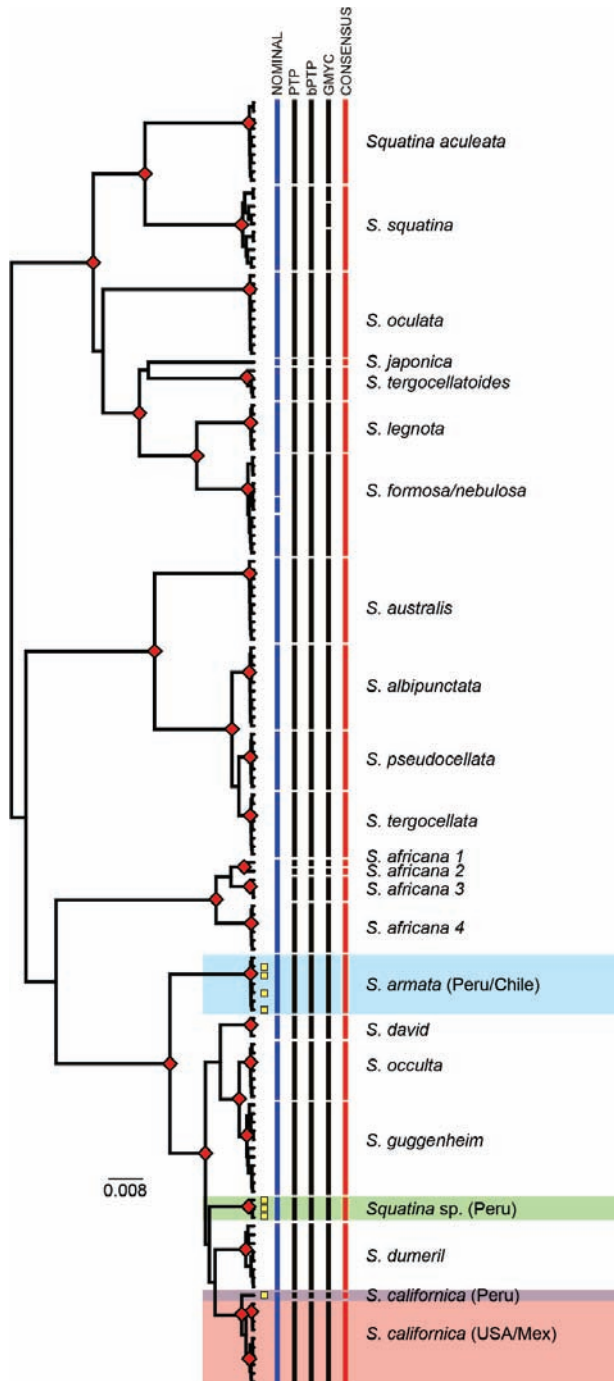 NOMINAL
PTP
bPTP
GMYC
CONSENSUS
Squatina aculeata
S. squatina
S. oculata
S. japonica
S. tergocellatoides
S. legnota
S. formosa/nebulosa
S. australis
S. albipunctata
S. pseudocellata
S. tergocellata
S. africana 1
S. africana 2
S. africana 3
S. africana 4
S. armata (Peru/Chile)
S. david
S. occulta
S. guggenheim
0.008
Squatina sp. (Peru)
S. dumeril
S. californica (Peru)
S. californica (USA/Mex)